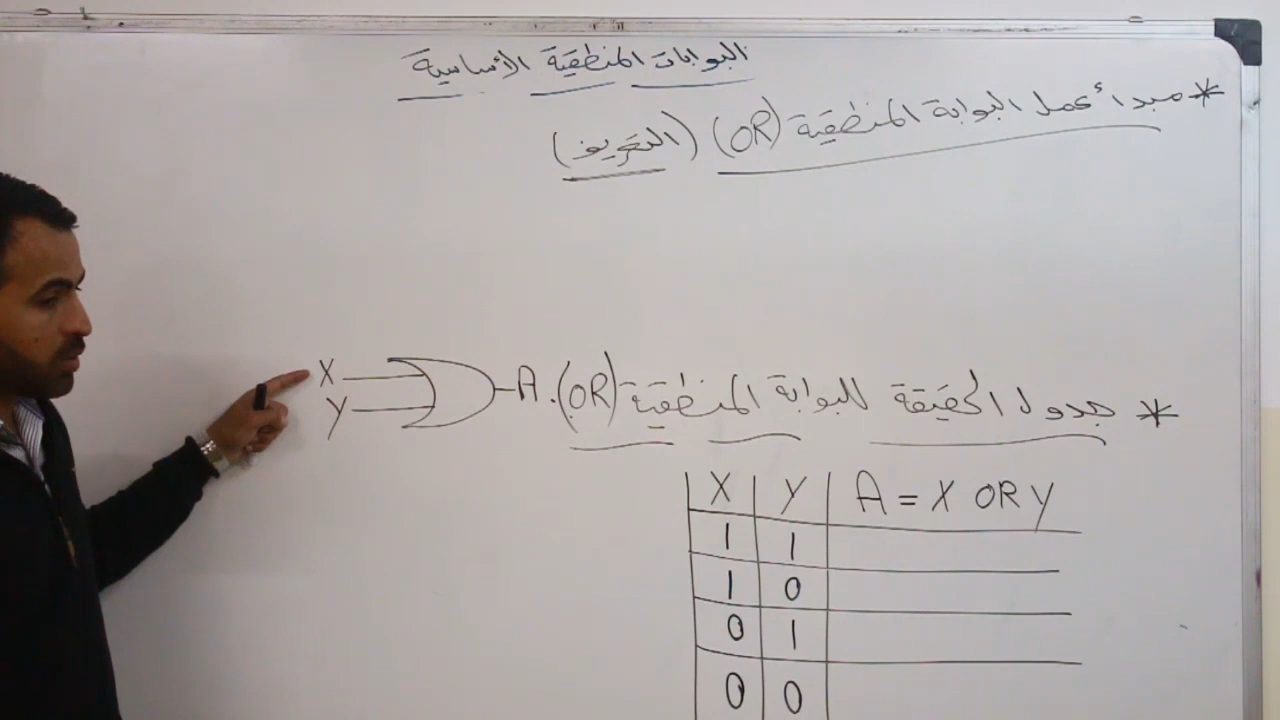 البوابات المنطقية الأساسية
* مبدأ عمل البوابة المنطقية (OR) (التعريف)
* جدول الحقيقة للبوابة المنطقية (OR).
X
Y
A
X Y A = X OR Y
1 1
1 0
0 1
0 0